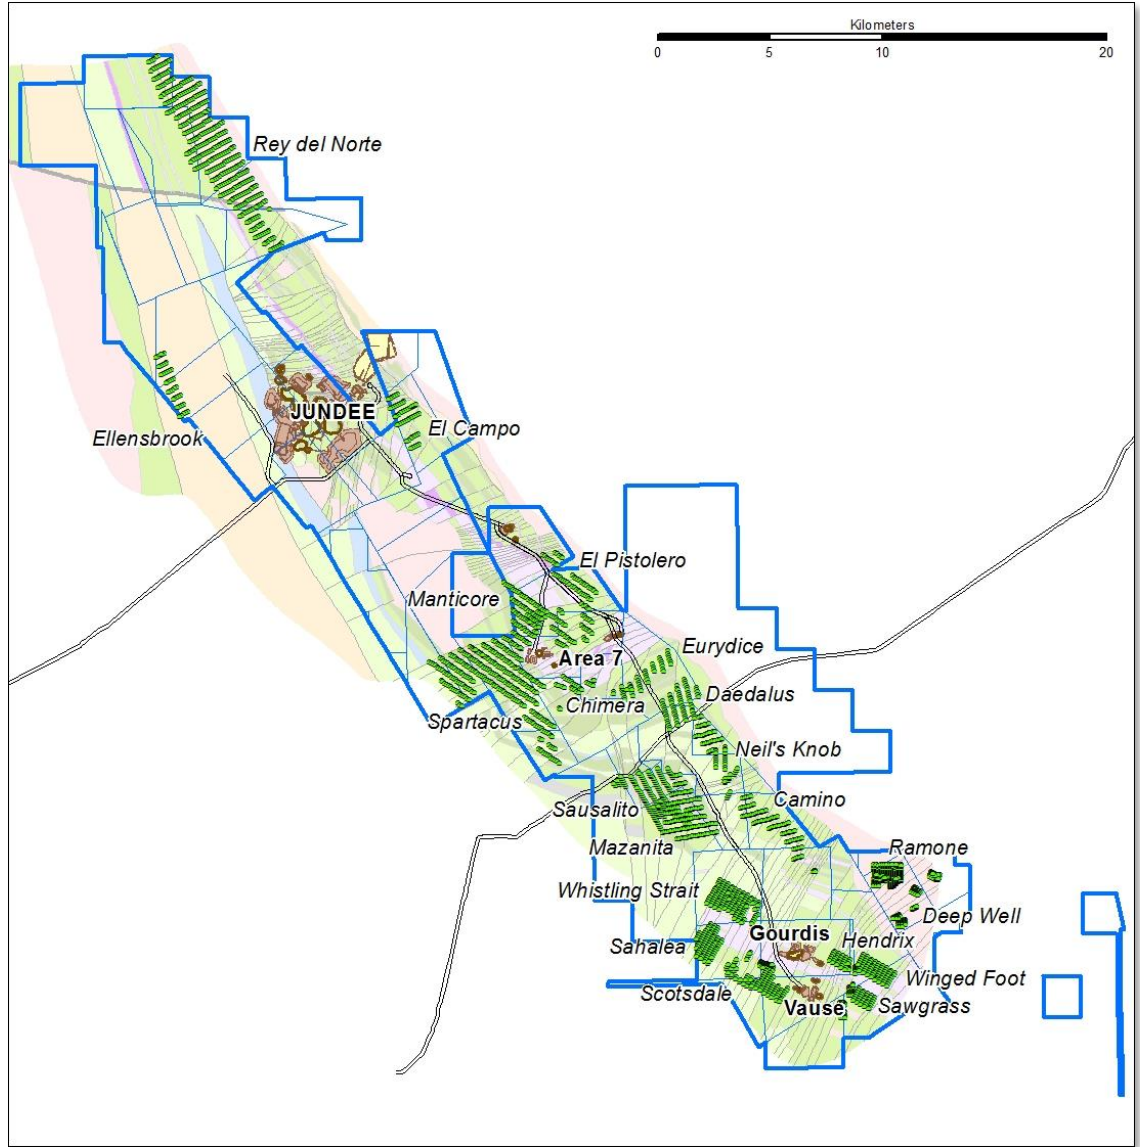 Kilometers
0 5 10 20
Rey del Norte
JUNDEE
El Campo
Ellensbrook
El Pistolero
Manticore
Eurydice
Area 7
Daedalus
Chimera
Spartacus
Neil's Knob
Camino
Sausalito
Mazanita
Ramone
Whistling Strait
Deep Well
Gourdis
Hendrix
Sahalea
Winged Foot
Scotsdale
Vause
Sawgrass